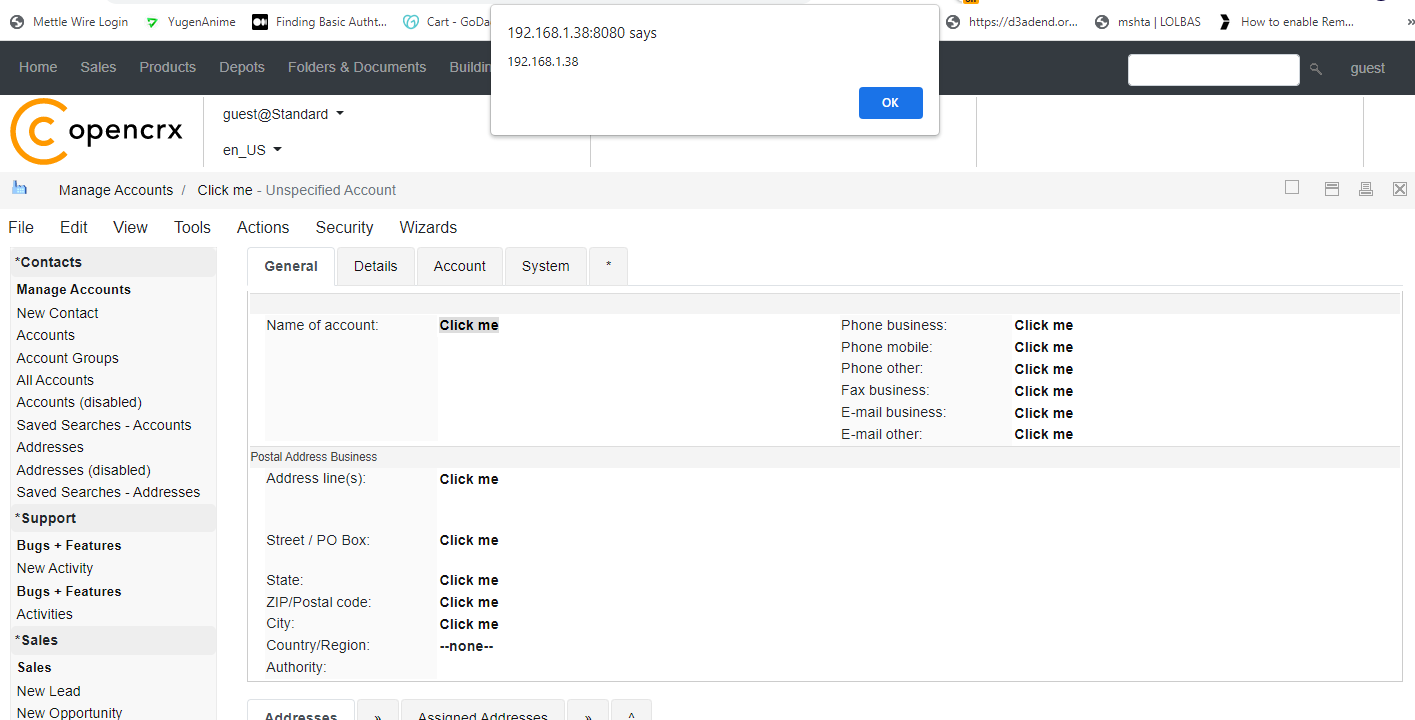 Mettle Wire Login YugenAnime Finding Basic Autht... Cart - GoDa https://d3adend.or... mshta | LOLBAS How to enable Rem... »
192.168.1.38:8080 says
192.168.1.38
OK
Home Sales Products Depots Folders & Documents guest
opencrx
guest@Standard
en_US
Manage Accounts / Click me - Unspecified Account
File Edit View Tools Actions Security Wizards
*Contacts
Manage Accounts
New Contact
Accounts
Account Groups
All Accounts
Accounts (disabled)
Saved Searches - Accounts
Addresses
Addresses (disabled)
Saved Searches - Addresses
*Support
Bugs + Features
New Activity
Bugs + Features
Activities
*Sales
Sales
New Lead
New Opportunity
General Details Account System *
Name of account: Click me Phone business: Click me
Phone mobile: Click me
Phone other: Click me
Fax business: Click me
E-mail business: Click me
E-mail other: Click me
Postal Address Business
Address line(s): Click me
Street / PO Box: Click me
State: Click me
ZIP/Postal code: Click me
City: Click me
Country/Region: --none--
Authority:
Addresses » Assigned Addresses » ^